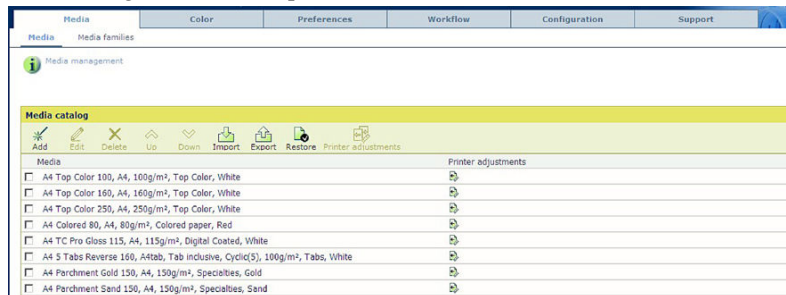 Media Color Preferences Workflow Configuration Support
Media Media families
Media management
Media catalog
Add Edit Delete Up Down Import Export Restore Printer adjustments
Media Printer adjustments
A4 Top Color 100, A4, 100g/m², Top Color, White
A4 Top Color 160, A4, 160g/m², Top Color, White
A4 Top Color 250, A4, 250g/m², Top Color, White
A4 Colored 80, A4, 80g/m², Colored paper, Red
A4 TC Pro Gloss 115, A4, 115g/m², Digital Coated, White
A4 5 Tabs Reverse 160, A4tab, Tab inclusive, Cyclic(5), 100g/m², Tabs, White
A4 Parchment Gold 150, A4, 150g/m², Specialties, Gold
A4 Parchment Sand 150, A4, 150g/m², Specialties, Sand